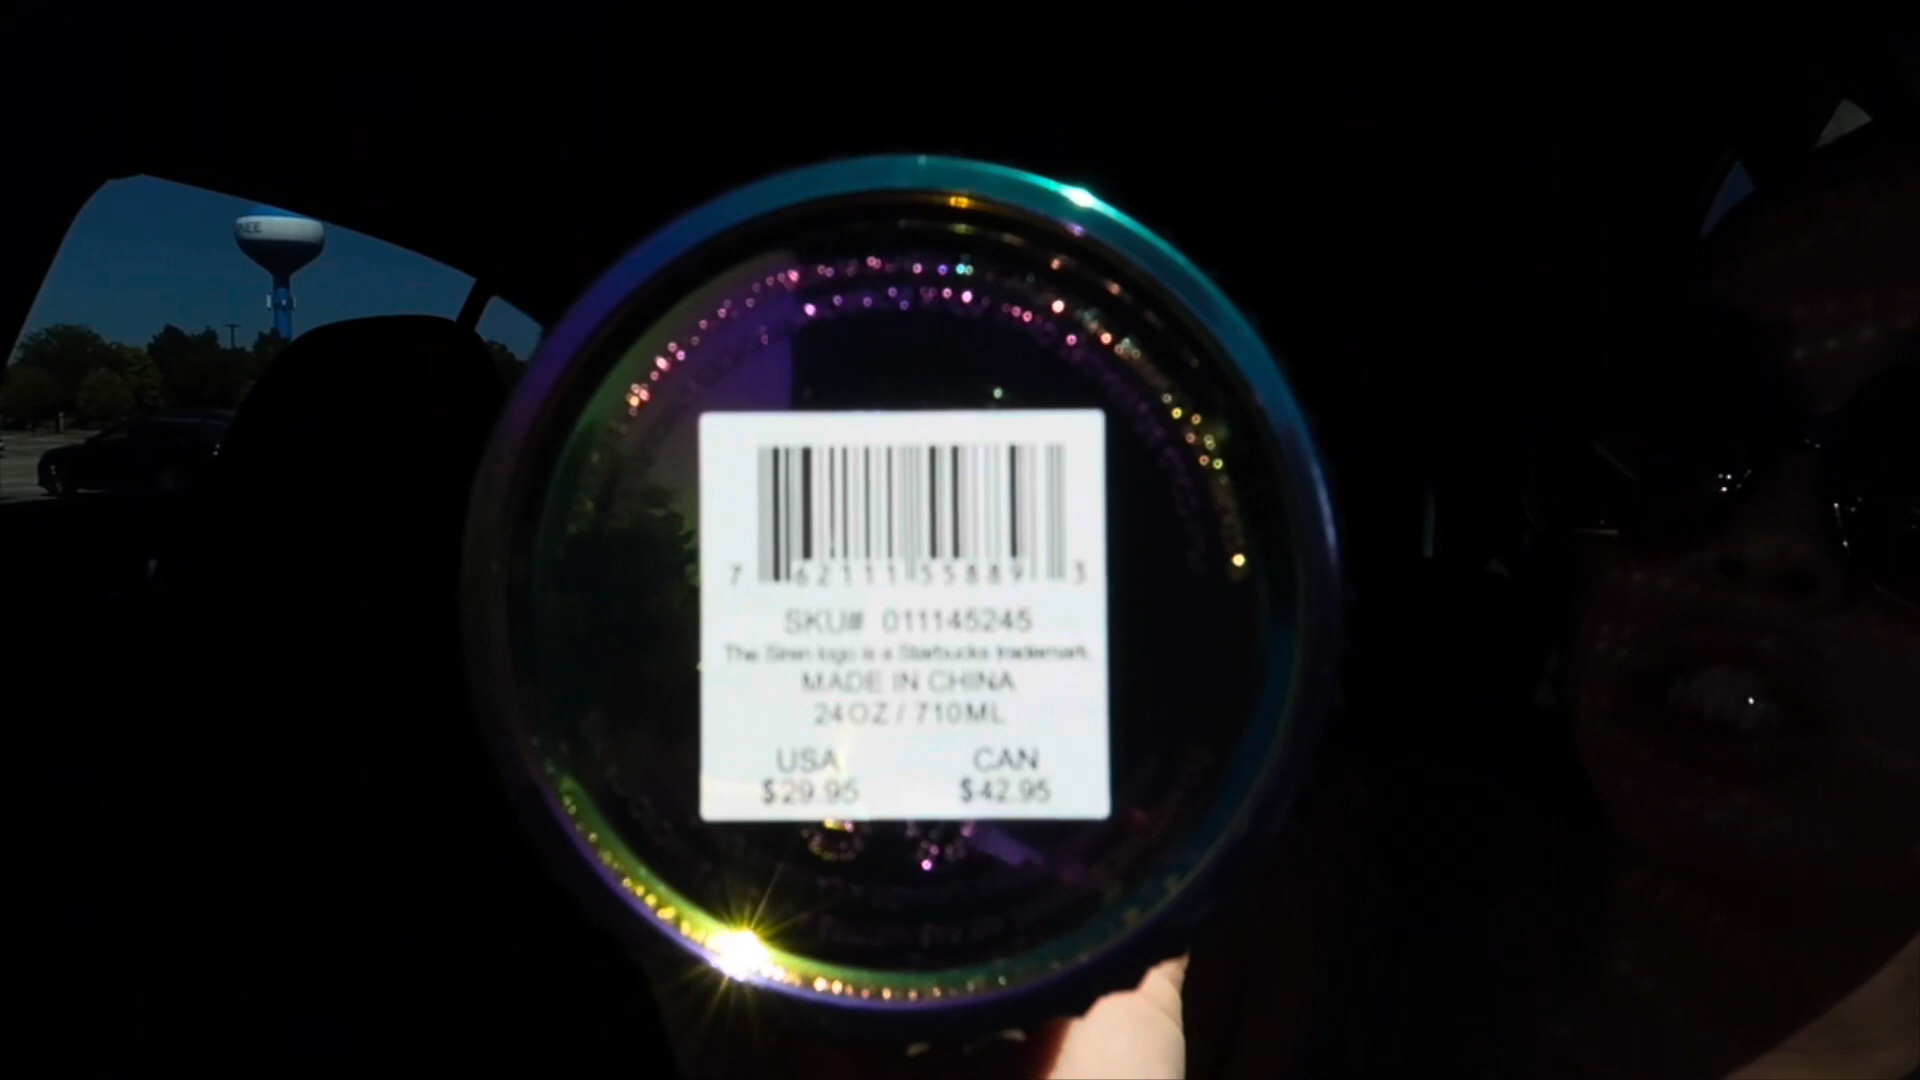 NEE
7 62111 55889 3
SKU# 011145245
The Siren logo is a Starbucks trademark.
MADE IN CHINA
24OZ / 710ML
USA CAN
$29.95 $42.95